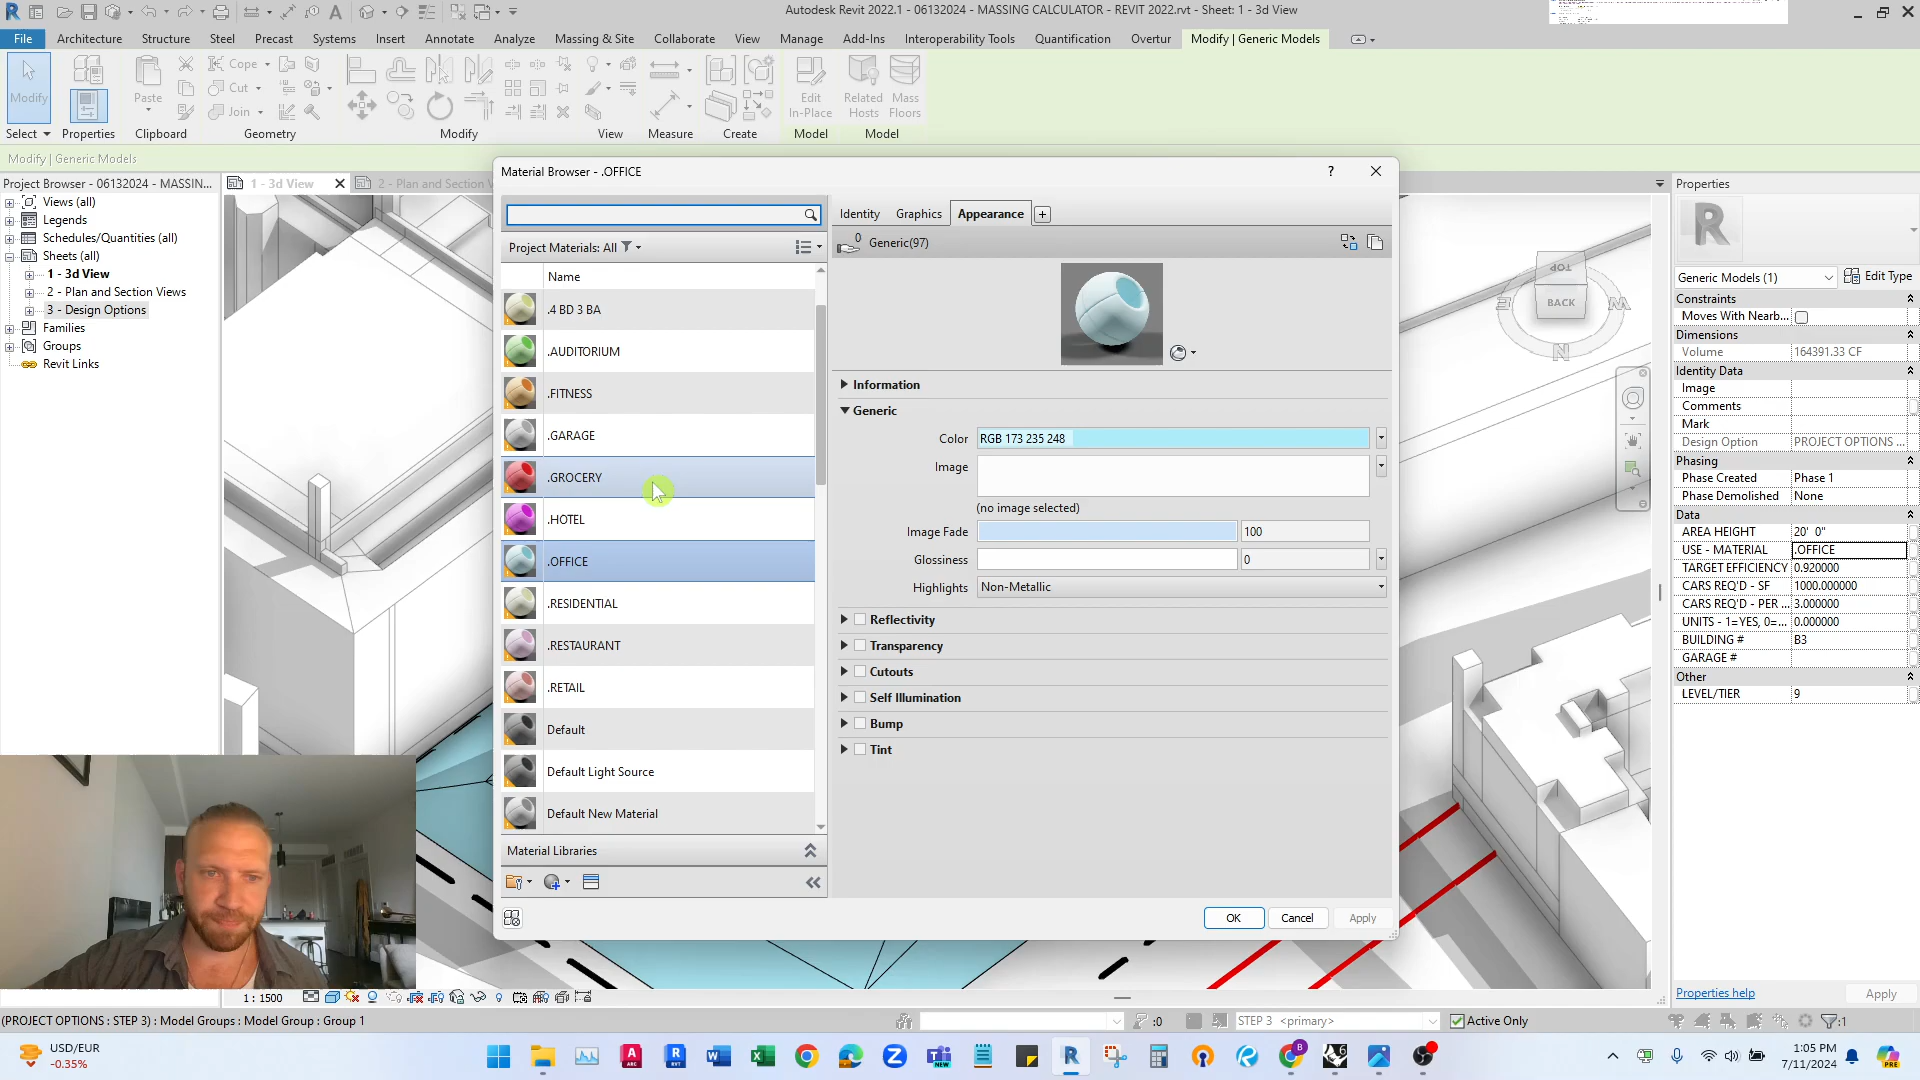 Autodesk Revit 2022.1 - 06132024 - MASSING CALCULATOR - REVIT 2022.rvt - Sheet: 1 - 3d View
File Architecture Structure Steel Precast Systems Insert Annotate Analyze Massing & Site Collaborate View Manage Add-Ins Interoperability Tools Quantification Overtur Modify | Generic Models
Cope
Cut
Join
Modify
Paste
Edit In-Place
Related Hosts
Mass Floors
Select Properties Clipboard Geometry Modify View Measure Create Model Model
Modify | Generic Models
Project Browser - 06132024 - MASSIN...
Views (all)
Legends
Schedules/Quantities (all)
Sheets (all)
1 - 3d View
2 - Plan and Section Views
3 - Design Options
Families
Groups
Revit Links
1 - 3d View
2 - Plan and Section V
Material Browser - .OFFICE
?
Project Materials: All
Name
.4 BD 3 BA
.AUDITORIUM
.FITNESS
.GARAGE
.GROCERY
.HOTEL
.OFFICE
.RESIDENTIAL
.RESTAURANT
.RETAIL
Default
Default Light Source
Default New Material
Material Libraries
Identity Graphics Appearance
0 Generic(97)
Information
Generic
Color RGB 173 235 248
Image
(no image selected)
Image Fade 100
Glossiness 0
Highlights Non-Metallic
Reflectivity
Transparency
Cutouts
Self Illumination
Bump
Tint
OK Cancel Apply
TOP
BACK
E
W
N
Properties
R
Generic Models (1) Edit Type
Constraints
Moves With Nearb...
Dimensions
Volume 164391.33 CF
Identity Data
Image
Comments
Mark
Design Option PROJECT OPTIONS ...
Phasing
Phase Created Phase 1
Phase Demolished None
Data
AREA HEIGHT 20' 0"
USE - MATERIAL .OFFICE
TARGET EFFICIENCY 0.920000
CARS REQ'D - SF 1000.000000
CARS REQ'D - PER ... 3.000000
UNITS - 1=YES, 0=... 0.000000
BUILDING # B3
GARAGE #
Other
LEVEL/TIER 9
Properties help Apply
1 : 1500
(PROJECT OPTIONS : STEP 3) : Model Groups : Model Group : Group 1
:0
STEP 3 <primary>
Active Only
:1
USD/EUR
-0.35%
1:05 PM
7/11/2024